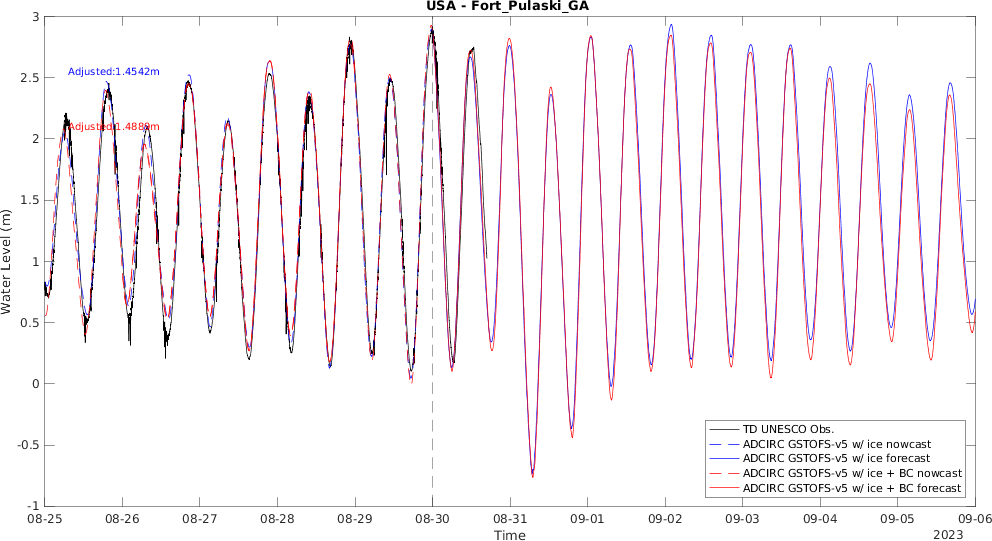 USA - Fort_Pulaski_GA
3
2.5
2
1.5
1
0.5
0
-0.5
-1
Water Level (m)
Adjusted:1.4542m
Adjusted:1.4889m
TD UNESCO Obs.
ADCIRC GSTOFS-v5 w/ ice nowcast
ADCIRC GSTOFS-v5 w/ ice forecast
ADCIRC GSTOFS-v5 w/ ice + BC nowcast
ADCIRC GSTOFS-v5 w/ ice + BC forecast
08-25 08-26 08-27 08-28 08-29 08-30 08-31 09-01 09-02 09-03 09-04 09-05 09-06
Time
2023